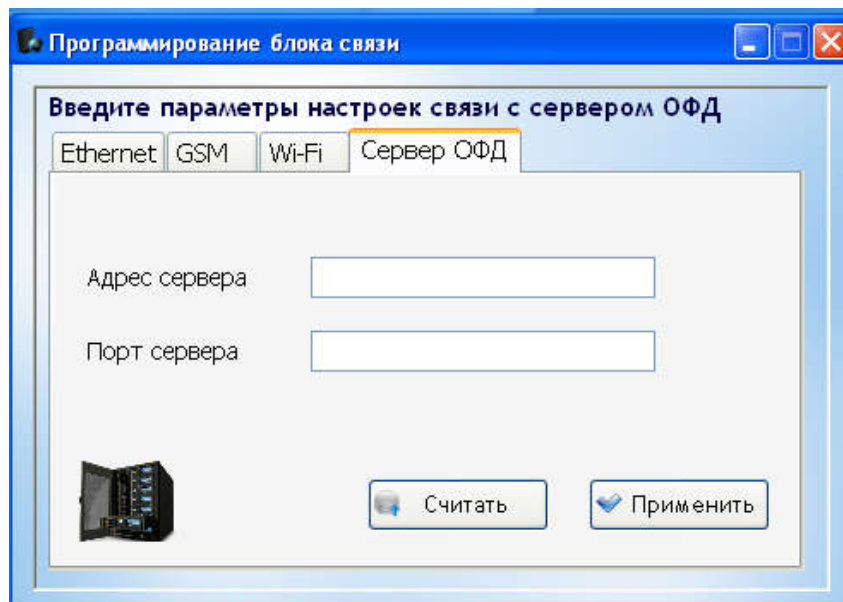 Программирование блока связи
Введите параметры настроек связи с сервером ОФД
Ethernet GSM Wi-Fi Сервер ОФД
Адрес сервера
Порт сервера
Считать Применить